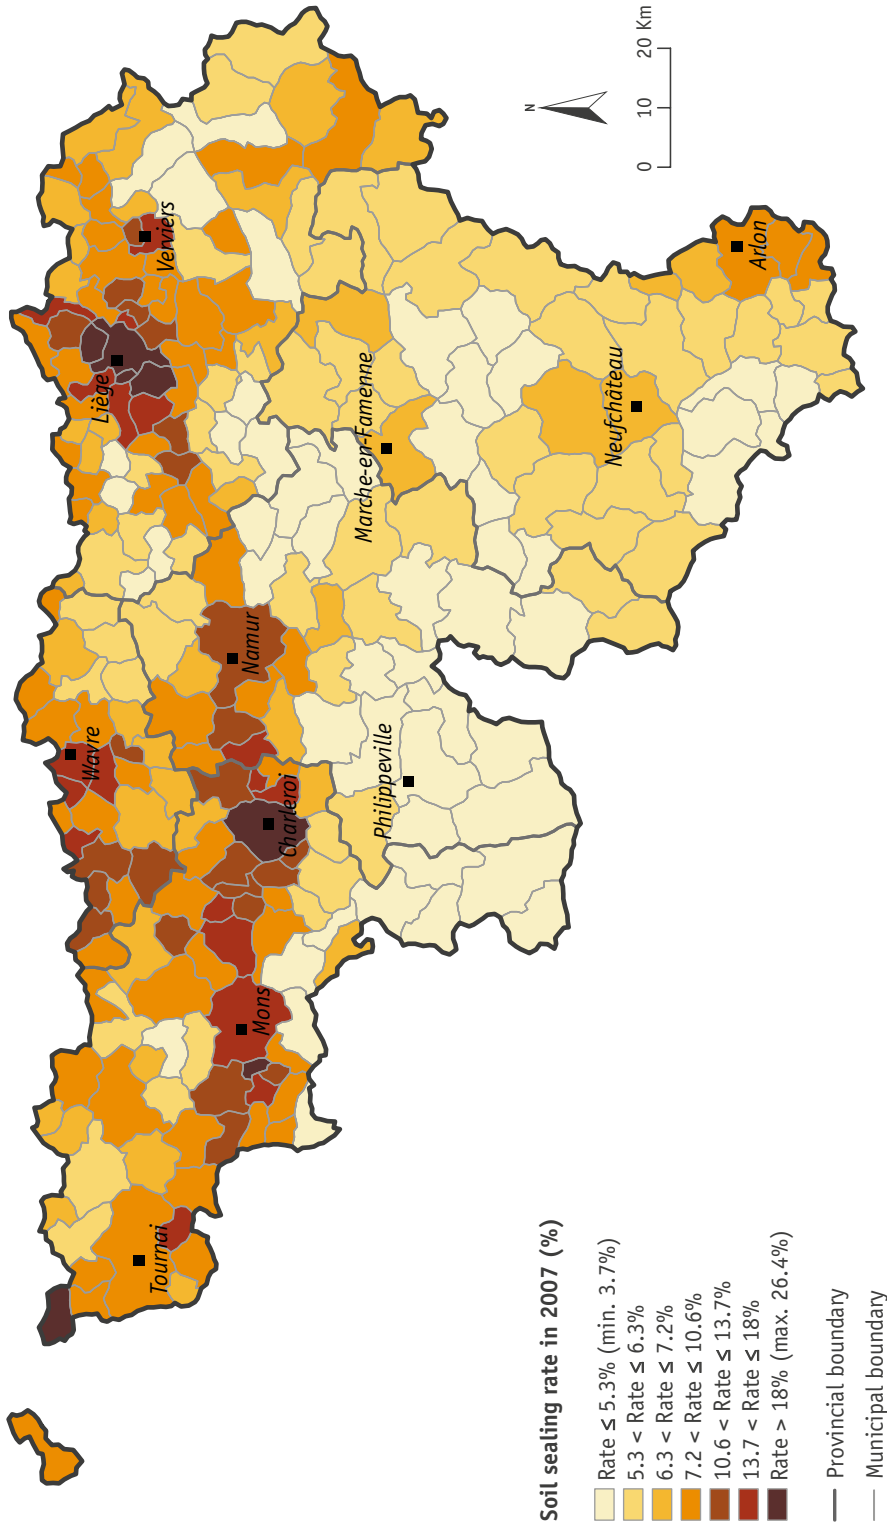 Tournai
Mons
Charleroi
Wavre
Namur
Philippeville
Liège
Verviers
Marche-en-Famenne
Neufchâteau
Arlon
N
0 10 20 Km
Soil sealing rate in 2007 (%)
Rate ≤ 5.3% (min. 3.7%)
5.3 < Rate ≤ 6.3%
6.3 < Rate ≤ 7.2%
7.2 < Rate ≤ 10.6%
10.6 < Rate ≤ 13.7%
13.7 < Rate ≤ 18%
Rate > 18% (max. 26.4%)
Provincial boundary
Municipal boundary